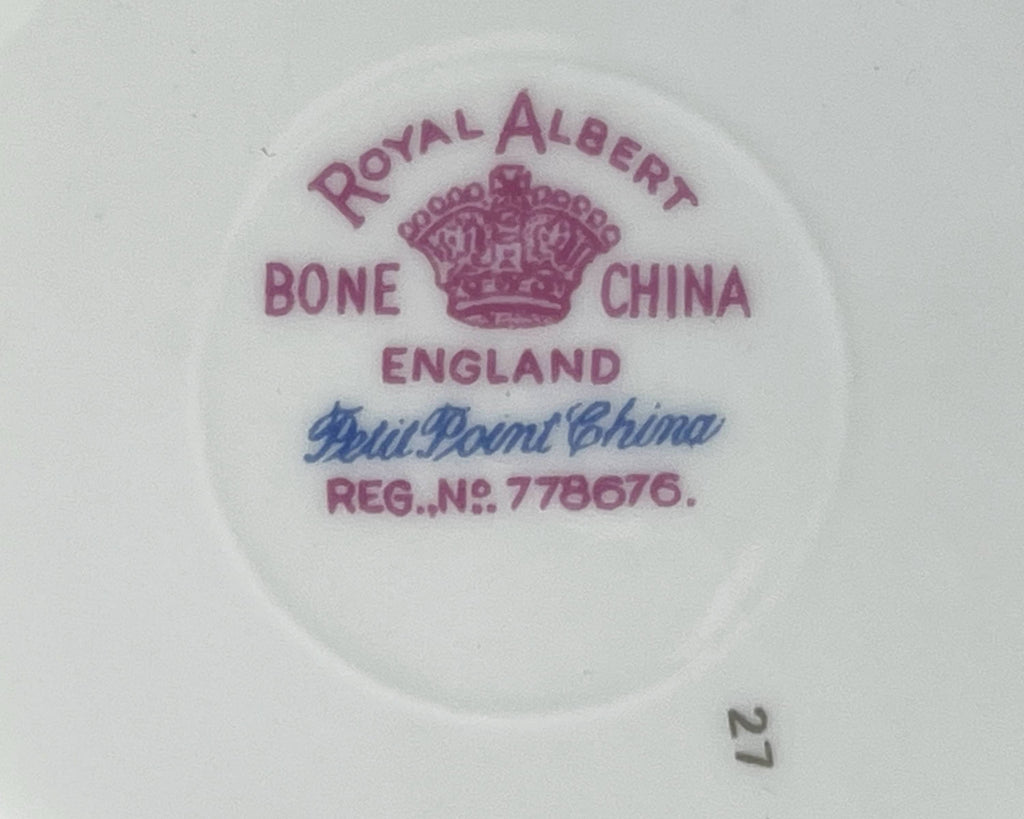 ROYAL ALBERT
BONE CHINA
ENGLAND
Petit Point China
REG., Nº. 778676.
27